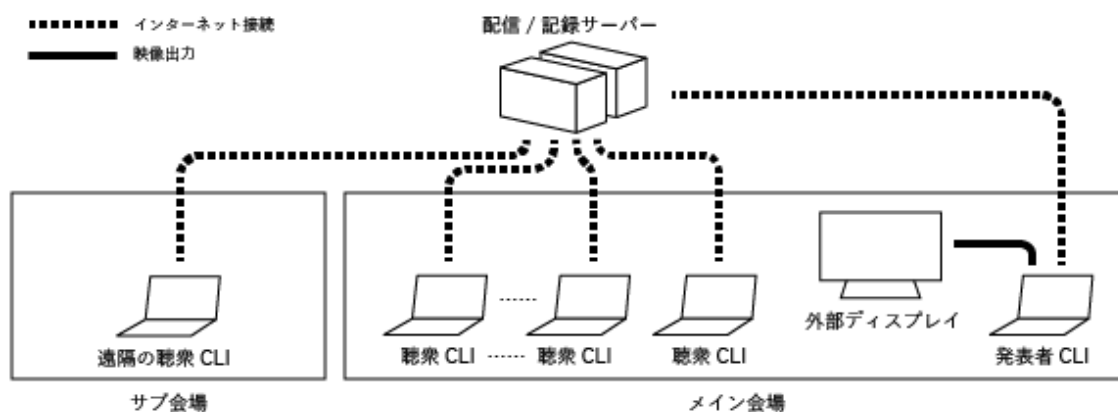 インターネット接続
映像出力
配信 / 記録サーバー
外部ディスプレイ
遠隔の聴衆 CLI
聴衆 CLI ...... 聴衆 CLI
聴衆 CLI
発表者 CLI
サブ会場
メイン会場